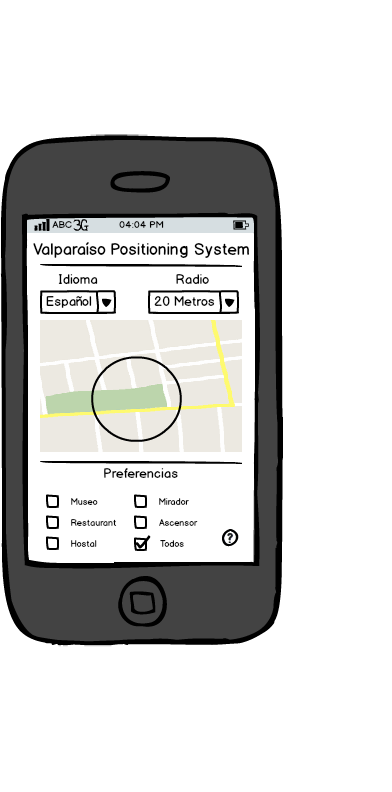 ABC 3G 04:04 PM
Valparaíso Positioning System
Idioma Radio
Español 20 Metros
Preferencias
Museo Mirador
Restaurant Ascensor
Hostal Todos ?